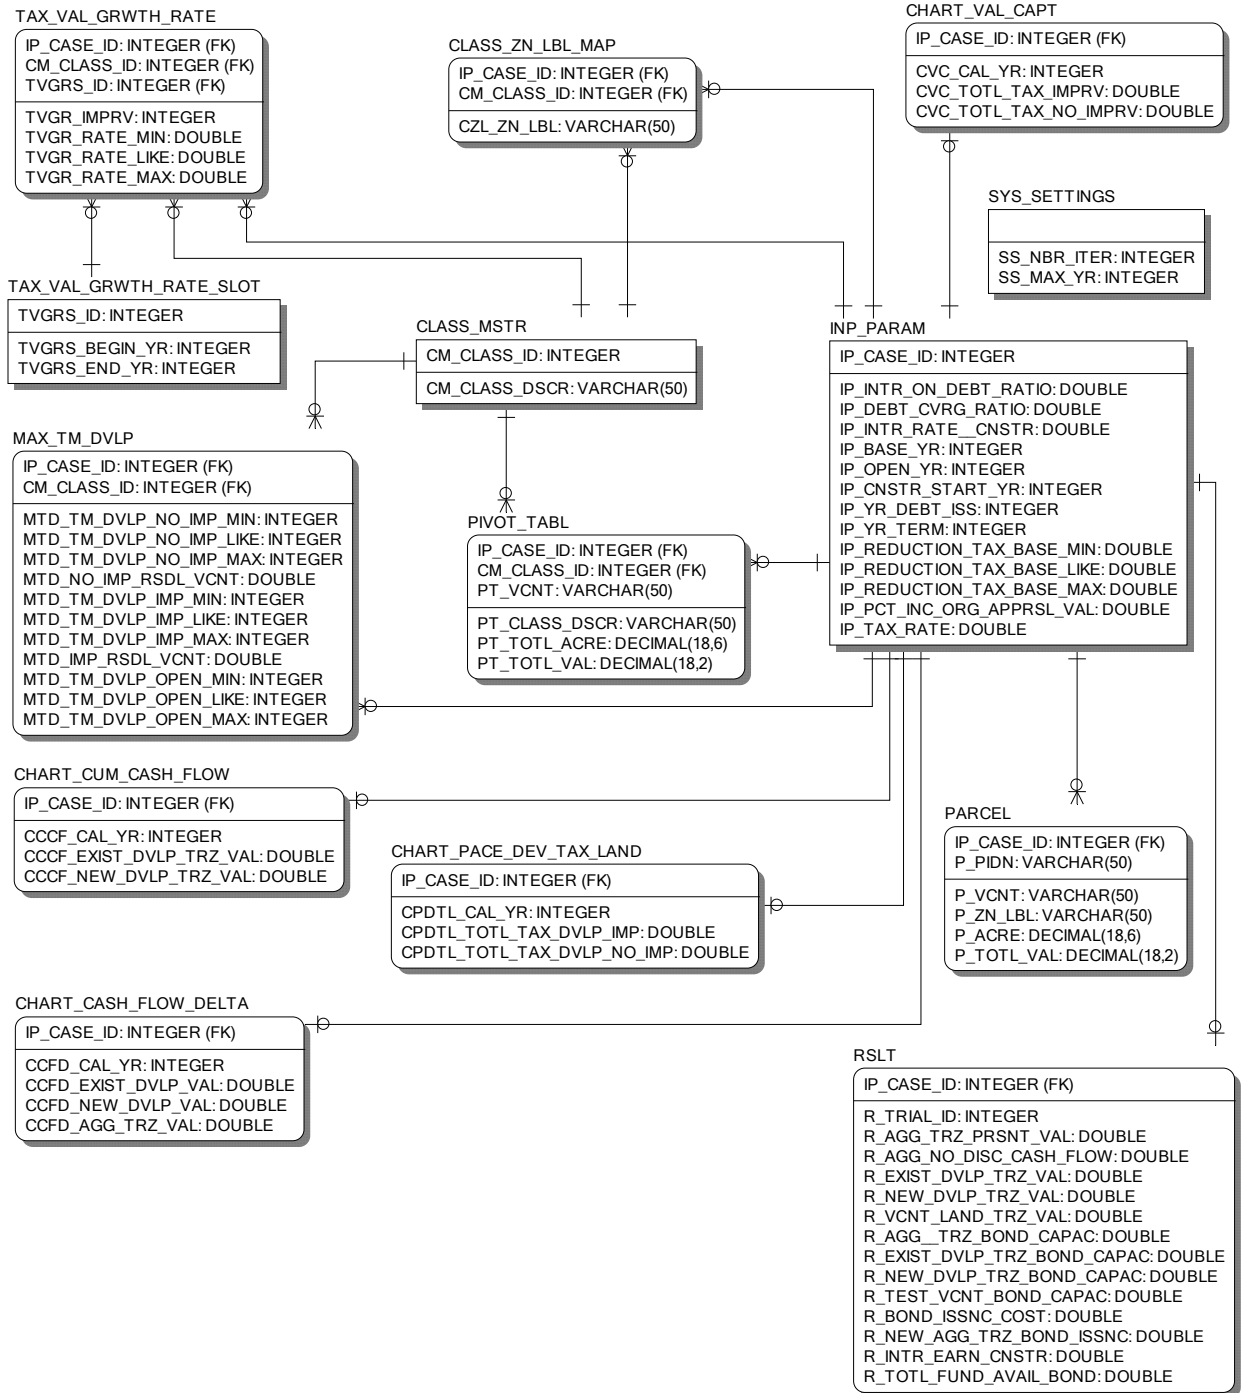 TAX_VAL_GRWTH_RATE
IP_CASE_ID: INTEGER (FK)
CM_CLASS_ID: INTEGER (FK)
TVGRS_ID: INTEGER (FK)
TVGR_IMPRV: INTEGER
TVGR_RATE_MIN: DOUBLE
TVGR_RATE_LIKE: DOUBLE
TVGR_RATE_MAX: DOUBLE
CLASS_ZN_LBL_MAP
IP_CASE_ID: INTEGER (FK)
CM_CLASS_ID: INTEGER (FK)
CZL_ZN_LBL: VARCHAR(50)
CHART_VAL_CAPT
IP_CASE_ID: INTEGER (FK)
CVC_CAL_YR: INTEGER
CVC_TOTL_TAX_IMPRV: DOUBLE
CVC_TOTL_TAX_NO_IMPRV: DOUBLE
SYS_SETTINGS
SS_NBR_ITER: INTEGER
SS_MAX_YR: INTEGER
TAX_VAL_GRWTH_RATE_SLOT
TVGRS_ID: INTEGER
TVGRS_BEGIN_YR: INTEGER
TVGRS_END_YR: INTEGER
CLASS_MSTR
CM_CLASS_ID: INTEGER
CM_CLASS_DSCR: VARCHAR(50)
INP_PARAM
IP_CASE_ID: INTEGER
IP_INTR_ON_DEBT_RATIO: DOUBLE
IP_DEBT_CVRG_RATIO: DOUBLE
IP_INTR_RATE__CNSTR: DOUBLE
IP_BASE_YR: INTEGER
IP_OPEN_YR: INTEGER
IP_CNSTR_START_YR: INTEGER
IP_YR_DEBT_ISS: INTEGER
IP_YR_TERM: INTEGER
IP_REDUCTION_TAX_BASE_MIN: DOUBLE
IP_REDUCTION_TAX_BASE_LIKE: DOUBLE
IP_REDUCTION_TAX_BASE_MAX: DOUBLE
IP_PCT_INC_ORG_APPRSL_VAL: DOUBLE
IP_TAX_RATE: DOUBLE
MAX_TM_DVLP
IP_CASE_ID: INTEGER (FK)
CM_CLASS_ID: INTEGER (FK)
MTD_TM_DVLP_NO_IMP_MIN: INTEGER
MTD_TM_DVLP_NO_IMP_LIKE: INTEGER
MTD_TM_DVLP_NO_IMP_MAX: INTEGER
MTD_NO_IMP_RSDL_VCNT: DOUBLE
MTD_TM_DVLP_IMP_MIN: INTEGER
MTD_TM_DVLP_IMP_LIKE: INTEGER
MTD_TM_DVLP_IMP_MAX: INTEGER
MTD_IMP_RSDL_VCNT: DOUBLE
MTD_TM_DVLP_OPEN_MIN: INTEGER
MTD_TM_DVLP_OPEN_LIKE: INTEGER
MTD_TM_DVLP_OPEN_MAX: INTEGER
PIVOT_TABL
IP_CASE_ID: INTEGER (FK)
CM_CLASS_ID: INTEGER (FK)
PT_VCNT: VARCHAR(50)
PT_CLASS_DSCR: VARCHAR(50)
PT_TOTL_ACRE: DECIMAL(18,6)
PT_TOTL_VAL: DECIMAL(18,2)
CHART_CUM_CASH_FLOW
IP_CASE_ID: INTEGER (FK)
CCCF_CAL_YR: INTEGER
CCCF_EXIST_DVLP_TRZ_VAL: DOUBLE
CCCF_NEW_DVLP_TRZ_VAL: DOUBLE
CHART_PACE_DEV_TAX_LAND
IP_CASE_ID: INTEGER (FK)
CPDTL_CAL_YR: INTEGER
CPDTL_TOTL_TAX_DVLP_IMP: DOUBLE
CPDTL_TOTL_TAX_DVLP_NO_IMP: DOUBLE
PARCEL
IP_CASE_ID: INTEGER (FK)
P_PIDN: VARCHAR(50)
P_VCNT: VARCHAR(50)
P_ZN_LBL: VARCHAR(50)
P_ACRE: DECIMAL(18,6)
P_TOTL_VAL: DECIMAL(18,2)
CHART_CASH_FLOW_DELTA
IP_CASE_ID: INTEGER (FK)
CCFD_CAL_YR: INTEGER
CCFD_EXIST_DVLP_VAL: DOUBLE
CCFD_NEW_DVLP_VAL: DOUBLE
CCFD_AGG_TRZ_VAL: DOUBLE
RSLT
IP_CASE_ID: INTEGER (FK)
R_TRIAL_ID: INTEGER
R_AGG_TRZ_PRSNT_VAL: DOUBLE
R_AGG_NO_DISC_CASH_FLOW: DOUBLE
R_EXIST_DVLP_TRZ_VAL: DOUBLE
R_NEW_DVLP_TRZ_VAL: DOUBLE
R_VCNT_LAND_TRZ_VAL: DOUBLE
R_AGG__TRZ_BOND_CAPAC: DOUBLE
R_EXIST_DVLP_TRZ_BOND_CAPAC: DOUBLE
R_NEW_DVLP_TRZ_BOND_CAPAC: DOUBLE
R_TEST_VCNT_BOND_CAPAC: DOUBLE
R_BOND_ISSNC_COST: DOUBLE
R_NEW_AGG_TRZ_BOND_ISSNC: DOUBLE
R_INTR_EARN_CNSTR: DOUBLE
R_TOTL_FUND_AVAIL_BOND: DOUBLE